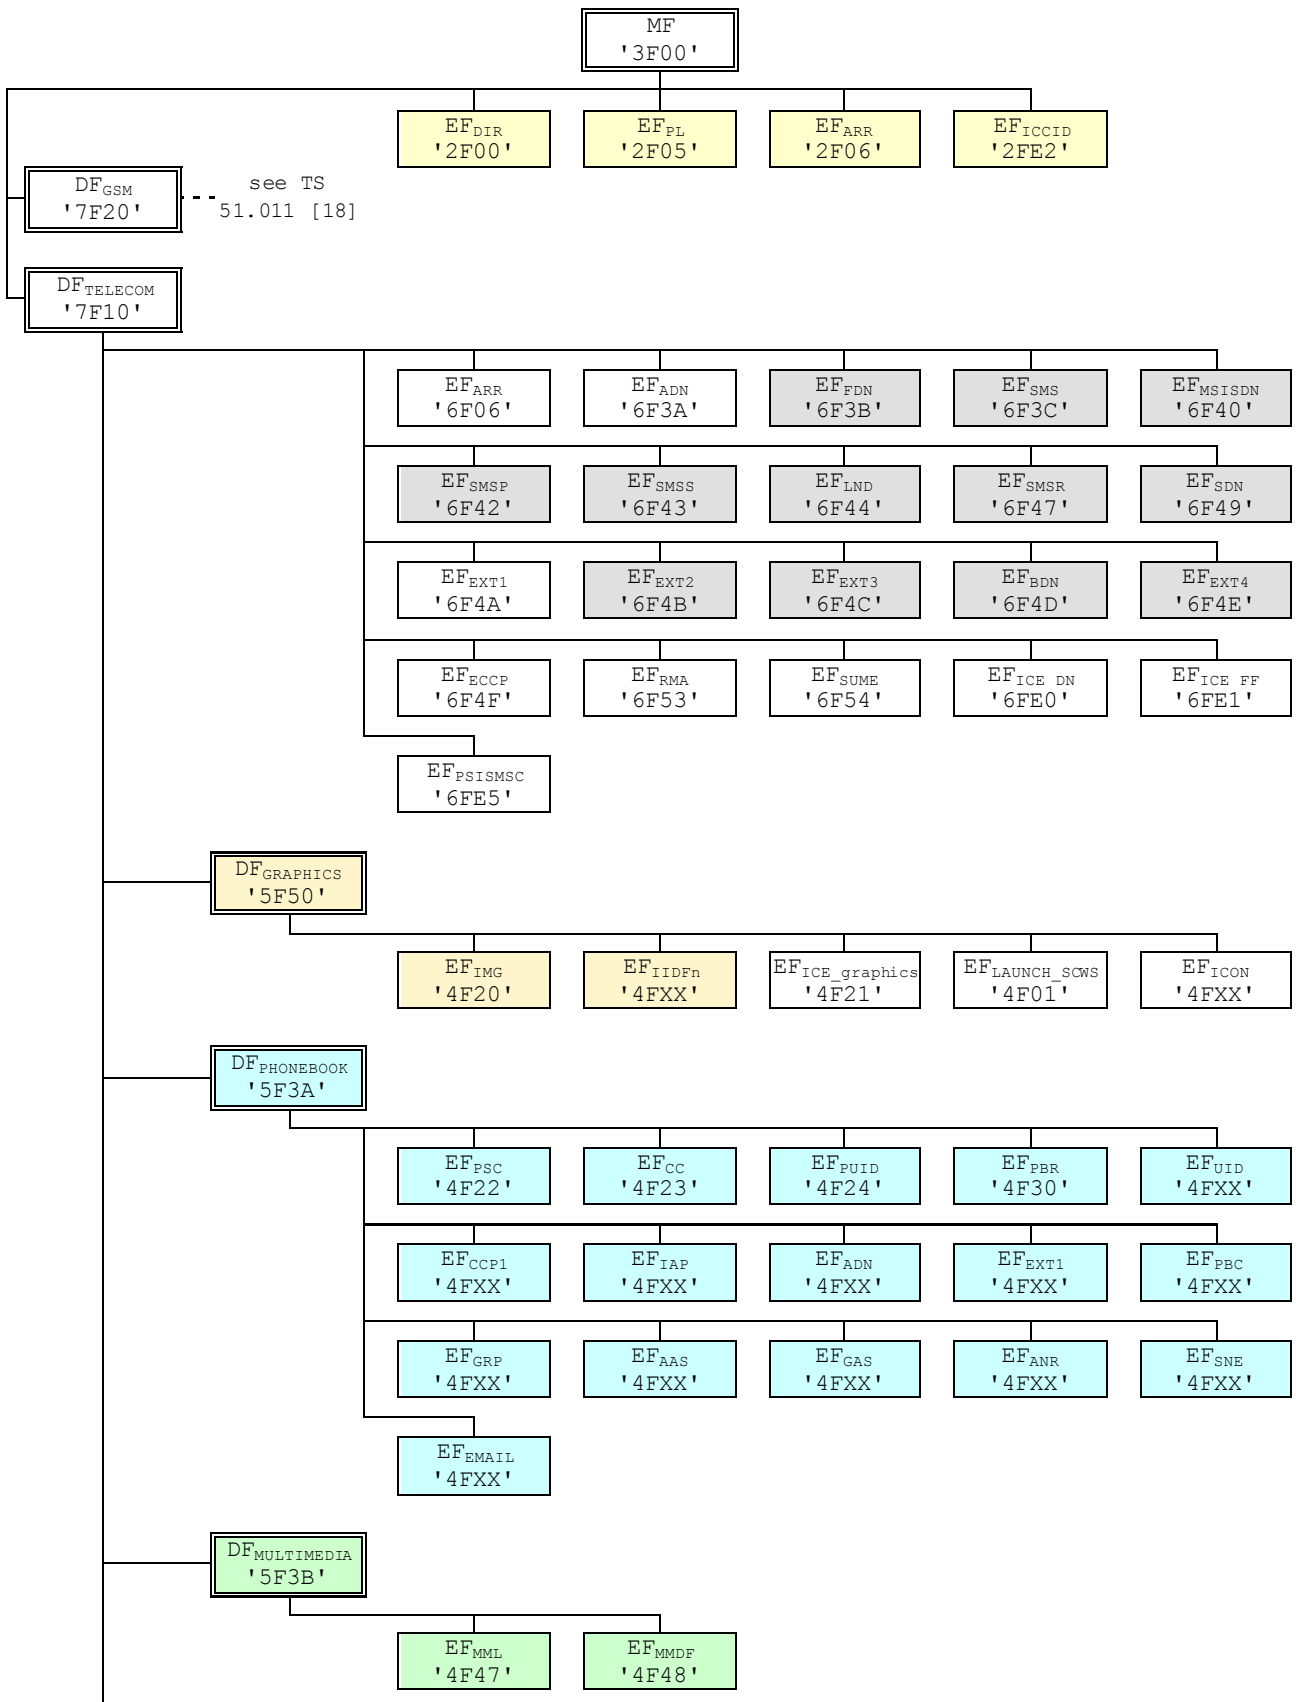 MF
'3F00'
EFDIR
'2F00'
EFPL
'2F05'
EFARR
'2F06'
EFICCID
'2FE2'
DFGSM
'7F20'
see TS
51.011 [18]
DFTELECOM
'7F10'
EFARR
'6F06'
EFADN
'6F3A'
EFFDN
'6F3B'
EFSMS
'6F3C'
EFMSISDN
'6F40'
EFSMSP
'6F42'
EFSMSS
'6F43'
EFLND
'6F44'
EFSMSR
'6F47'
EFSDN
'6F49'
EFEXT1
'6F4A'
EFEXT2
'6F4B'
EFEXT3
'6F4C'
EFBDN
'6F4D'
EFEXT4
'6F4E'
EFECCP
'6F4F'
EFRMA
'6F53'
EFSUME
'6F54'
EFICE DN
'6FE0'
EFICE FF
'6FE1'
EFPSISMSC
'6FE5'
DFGRAPHICS
'5F50'
EFIMG
'4F20'
EFIIDFn
'4FXX'
EFICE_graphics
'4F21'
EFLAUNCH_SCWS
'4F01'
EFICON
'4FXX'
DFPHONEBOOK
'5F3A'
EFPSC
'4F22'
EFCC
'4F23'
EFPUID
'4F24'
EFPBR
'4F30'
EFUID
'4FXX'
EFCCP1
'4FXX'
EFIAP
'4FXX'
EFADN
'4FXX'
EFEXT1
'4FXX'
EFPBC
'4FXX'
EFGRP
'4FXX'
EFAAS
'4FXX'
EFGAS
'4FXX'
EFANR
'4FXX'
EFSNE
'4FXX'
EFEMAIL
'4FXX'
DFMULTIMEDIA
'5F3B'
EFMML
'4F47'
EFMMDF
'4F48'